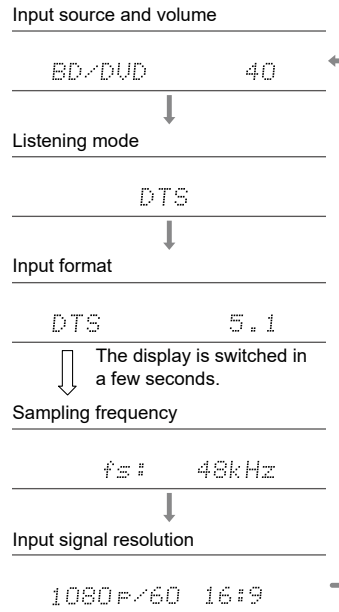 Input source and volume
BD/DVD 40
Listening mode
DTS
Input format
DTS 5.1
The display is switched in
a few seconds.
Sampling frequency
fs: 48kHz
Input signal resolution
1080p/60 16:9